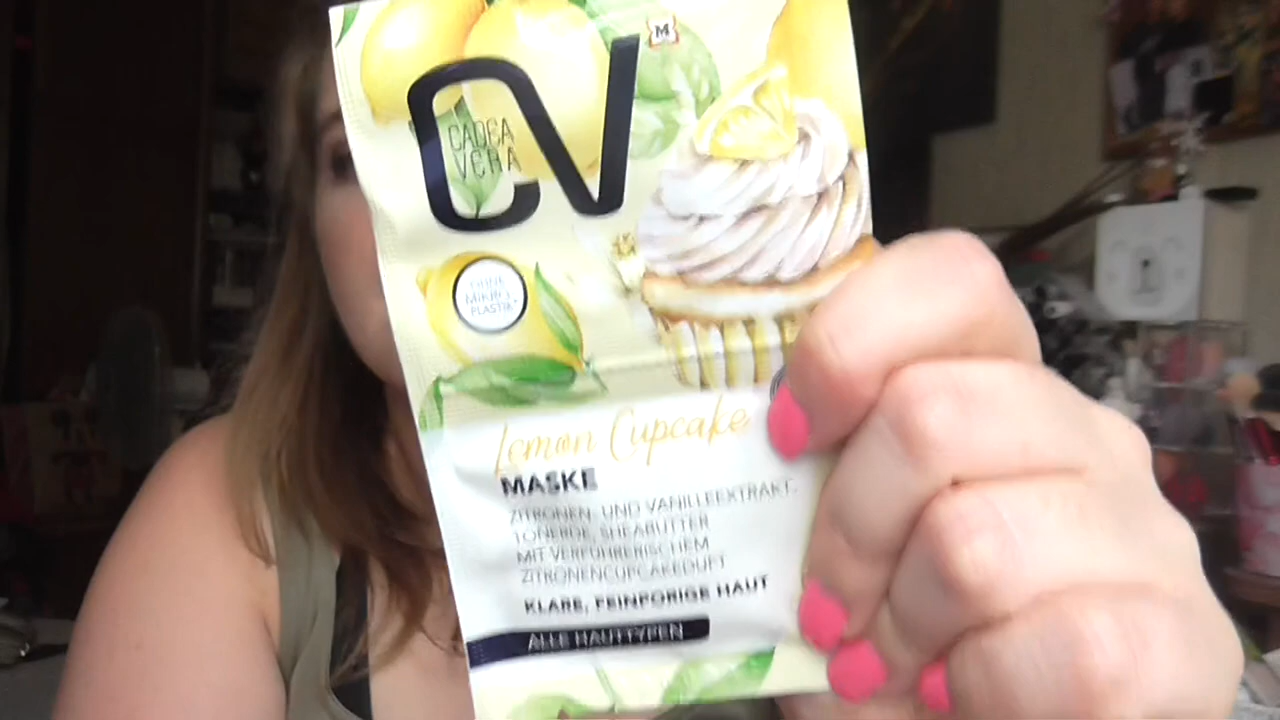 M
CV
CADEA
VERA
OHNE
MIKRO
PLASTIK*
Lemon Cupcake
MASKE
ZITRONEN- UND VANILLEEXTRAKT,
TONERDE, SHEABUTTER
MIT VERFÜHRERISCHEM
ZITRONENCUPCAKEDUFT
KLARE, FEINPORIGE HAUT
ALLE HAUTTYPEN